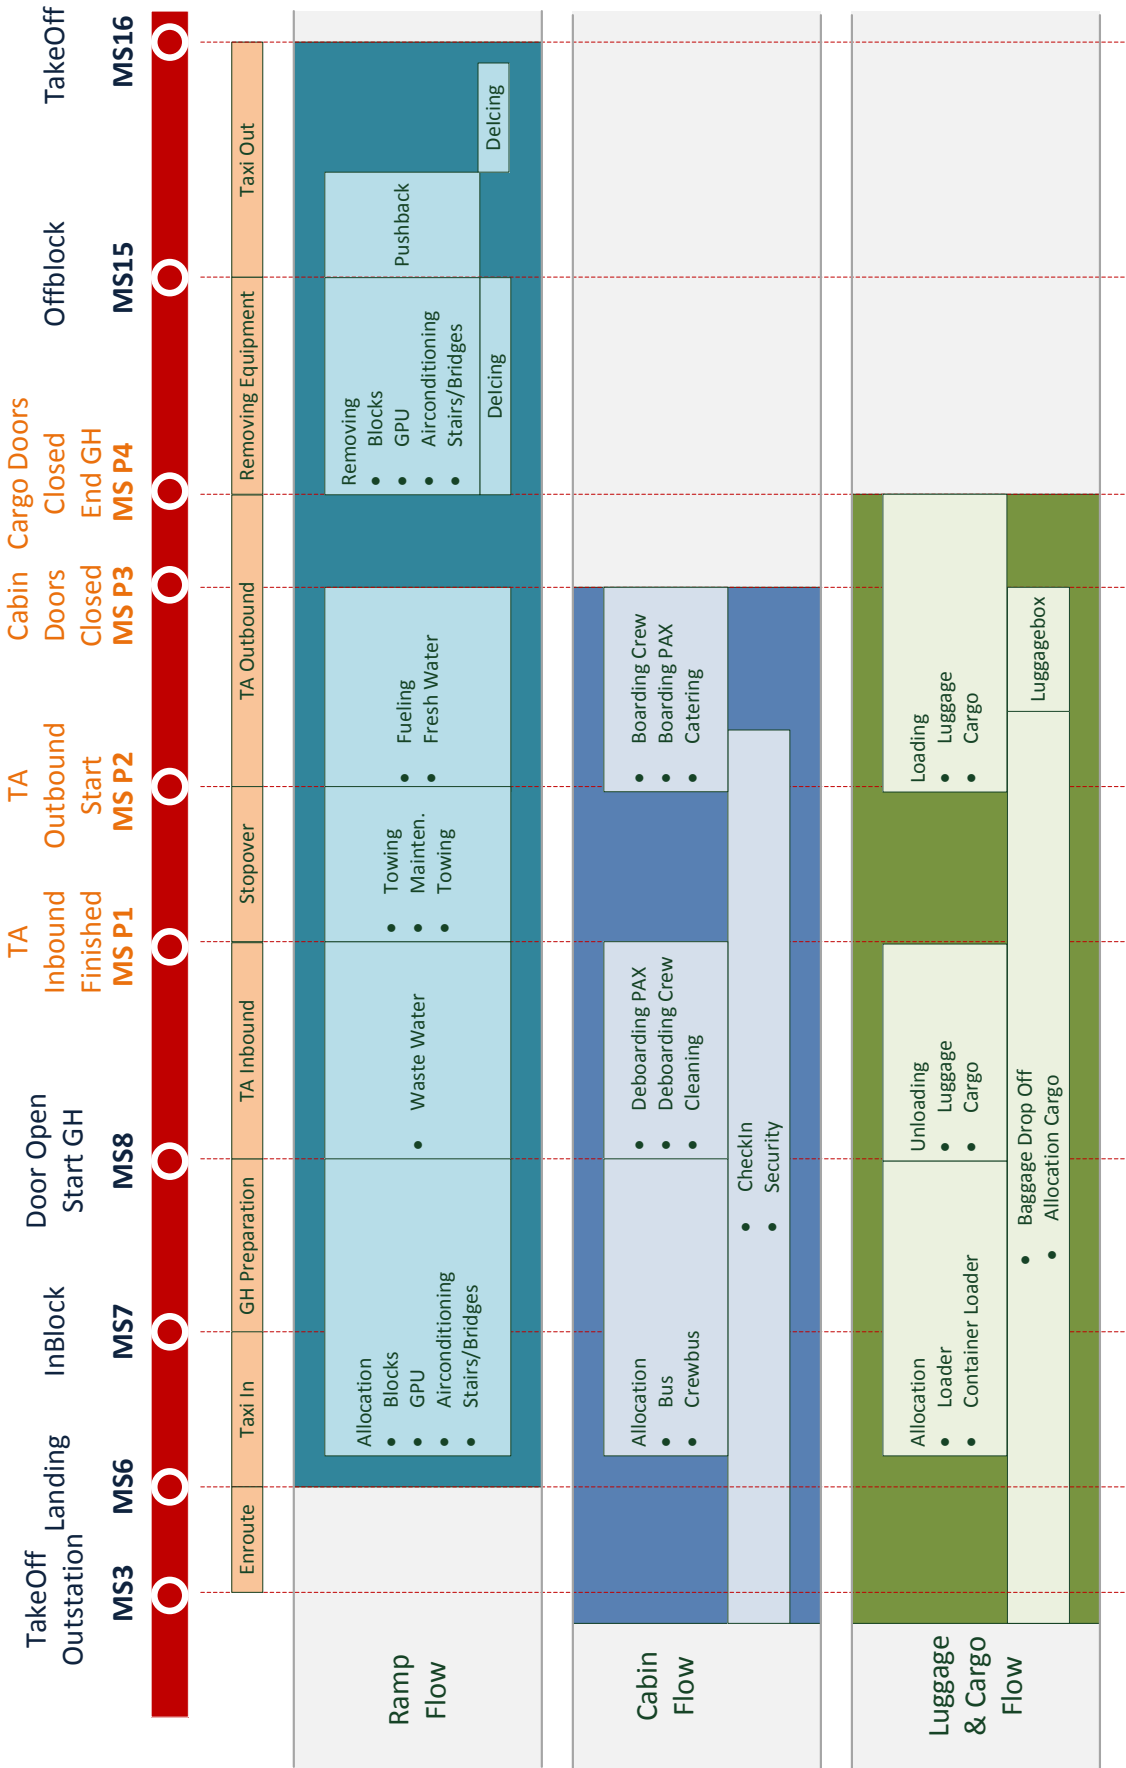 TakeOff
Outstation
MS3
Landing
MS6
InBlock
MS7
Door Open
Start GH
MS8
TA
Inbound
Finished
MS P1
TA
Outbound
Start
MS P2
Cabin
Doors
Closed
MS P3
Cargo Doors
Closed
End GH
MS P4
Offblock
MS15
TakeOff
MS16
Enroute
Taxi In
GH Preparation
TA Inbound
Stopover
TA Outbound
Removing Equipment
Taxi Out
Ramp
Flow
Allocation
• Blocks
• GPU
• Airconditioning
• Stairs/Bridges
• Waste Water
• Towing
• Mainten.
• Towing
• Fueling
• Fresh Water
Removing
• Blocks
• GPU
• Airconditioning
• Stairs/Bridges
DeIcing
Pushback
DeIcing
Cabin
Flow
Allocation
• Bus
• Crewbus
• Deboarding PAX
• Deboarding Crew
• Cleaning
• Boarding Crew
• Boarding PAX
• Catering
• CheckIn
• Security
Luggage
& Cargo
Flow
Allocation
• Loader
• Container Loader
Unloading
• Luggage
• Cargo
Loading
• Luggage
• Cargo
• Baggage Drop Off
• Allocation Cargo
Luggagebox